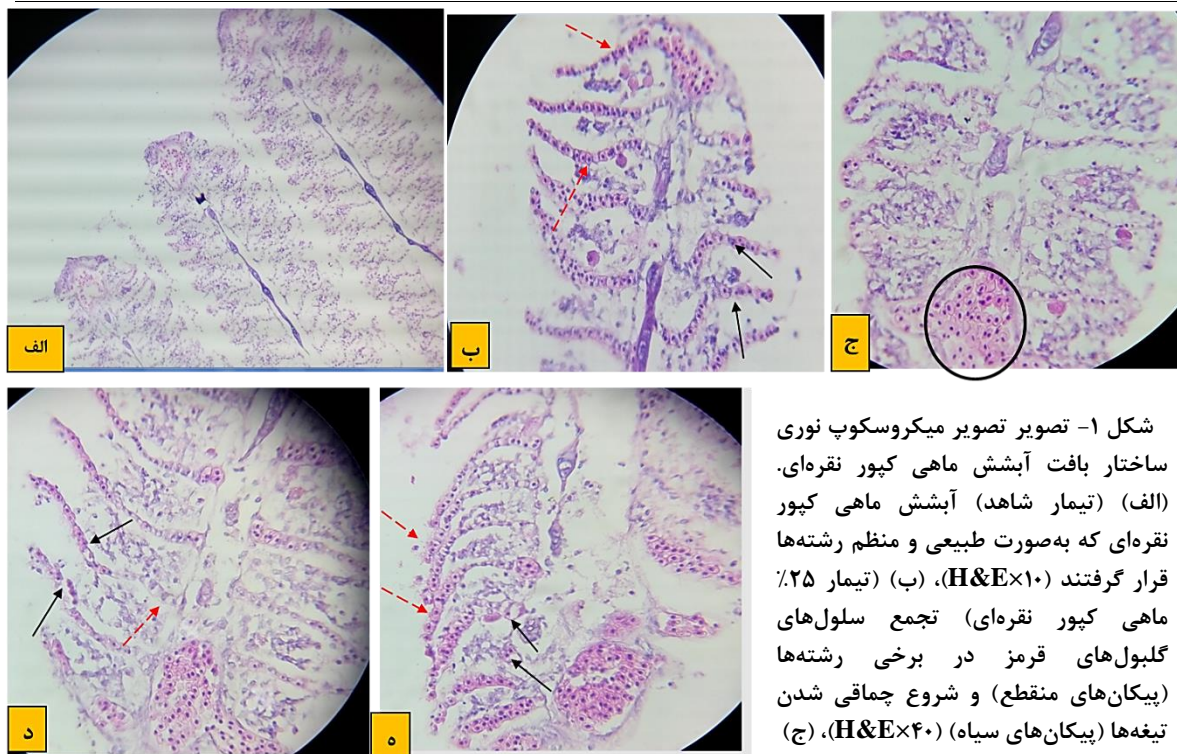 الف
ب
ج
د
ه
شکل ۱- تصویر تصویر میکروسکوپ نوری
ساختار بافت آبشش ماهی کپور نقره‌ای.
(الف) (تیمار شاهد) آبشش ماهی کپور
نقره‌ای که به‌صورت طبیعی و منظم رشته‌ها
قرار گرفتند (H&E×۱۰)، (ب) (تیمار ۲۵٪
ماهی کپور نقره‌ای) تجمع سلول‌های
گلبول‌های قرمز در برخی رشته‌ها
(پیکان‌های منقطع) و شروع چماقی شدن
تیغه‌ها (پیکان‌های سیاه) (H&E×۴۰)، (ج)